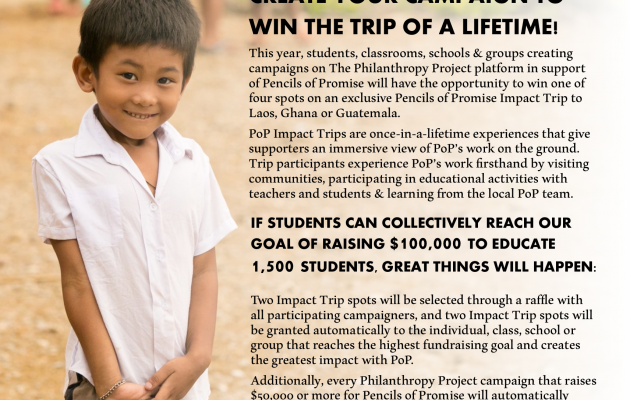 CREATE YOUR CAMPAIGN TO
WIN THE TRIP OF A LIFETIME!
This year, students, classrooms, schools & groups creating
campaigns on The Philanthropy Project platform in support
of Pencils of Promise will have the opportunity to win one of
four spots on an exclusive Pencils of Promise Impact Trip to
Laos, Ghana or Guatemala.
PoP Impact Trips are once-in-a-lifetime experiences that give
supporters an immersive view of PoP's work on the ground.
Trip participants experience PoP's work firsthand by visiting
communities, participating in educational activities with
teachers and students & learning from the local PoP team.
IF STUDENTS CAN COLLECTIVELY REACH OUR
GOAL OF RAISING $100,000 TO EDUCATE
1,500 STUDENTS, GREAT THINGS WILL HAPPEN:
Two Impact Trip spots will be selected through a raffle with
all participating campaigners, and two Impact Trip spots will
be granted automatically to the individual, class, school or
group that reaches the highest fundraising goal and creates
the greatest impact with PoP.
Additionally, every Philanthropy Project campaign that raises
$50,000 or more for Pencils of Promise will automatically